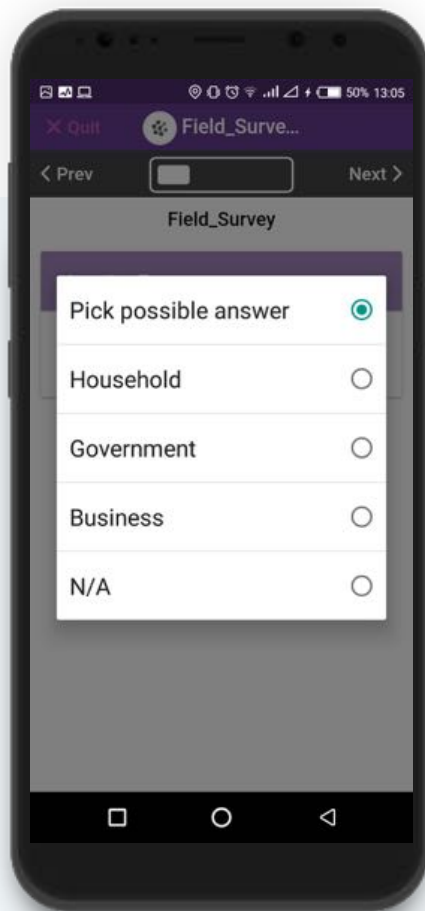 50% 13:05
× Quit Field_Surve...
< Prev Next >
Field_Survey
Pick possible answer
Household
Government
Business
N/A